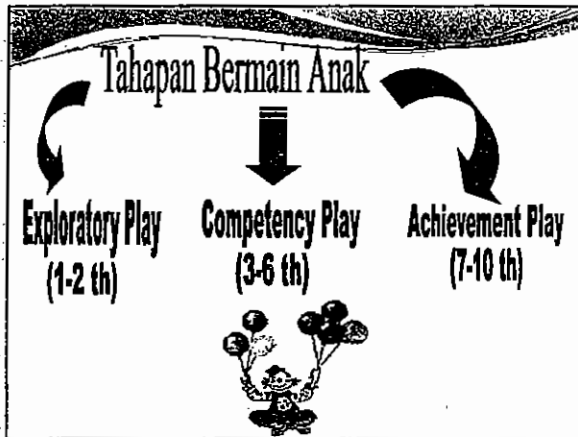 Tahapan Bermain Anak
Exploratory Play
(1-2 th)
Competency Play
(3-6 th)
Achievement Play
(7-10 th)